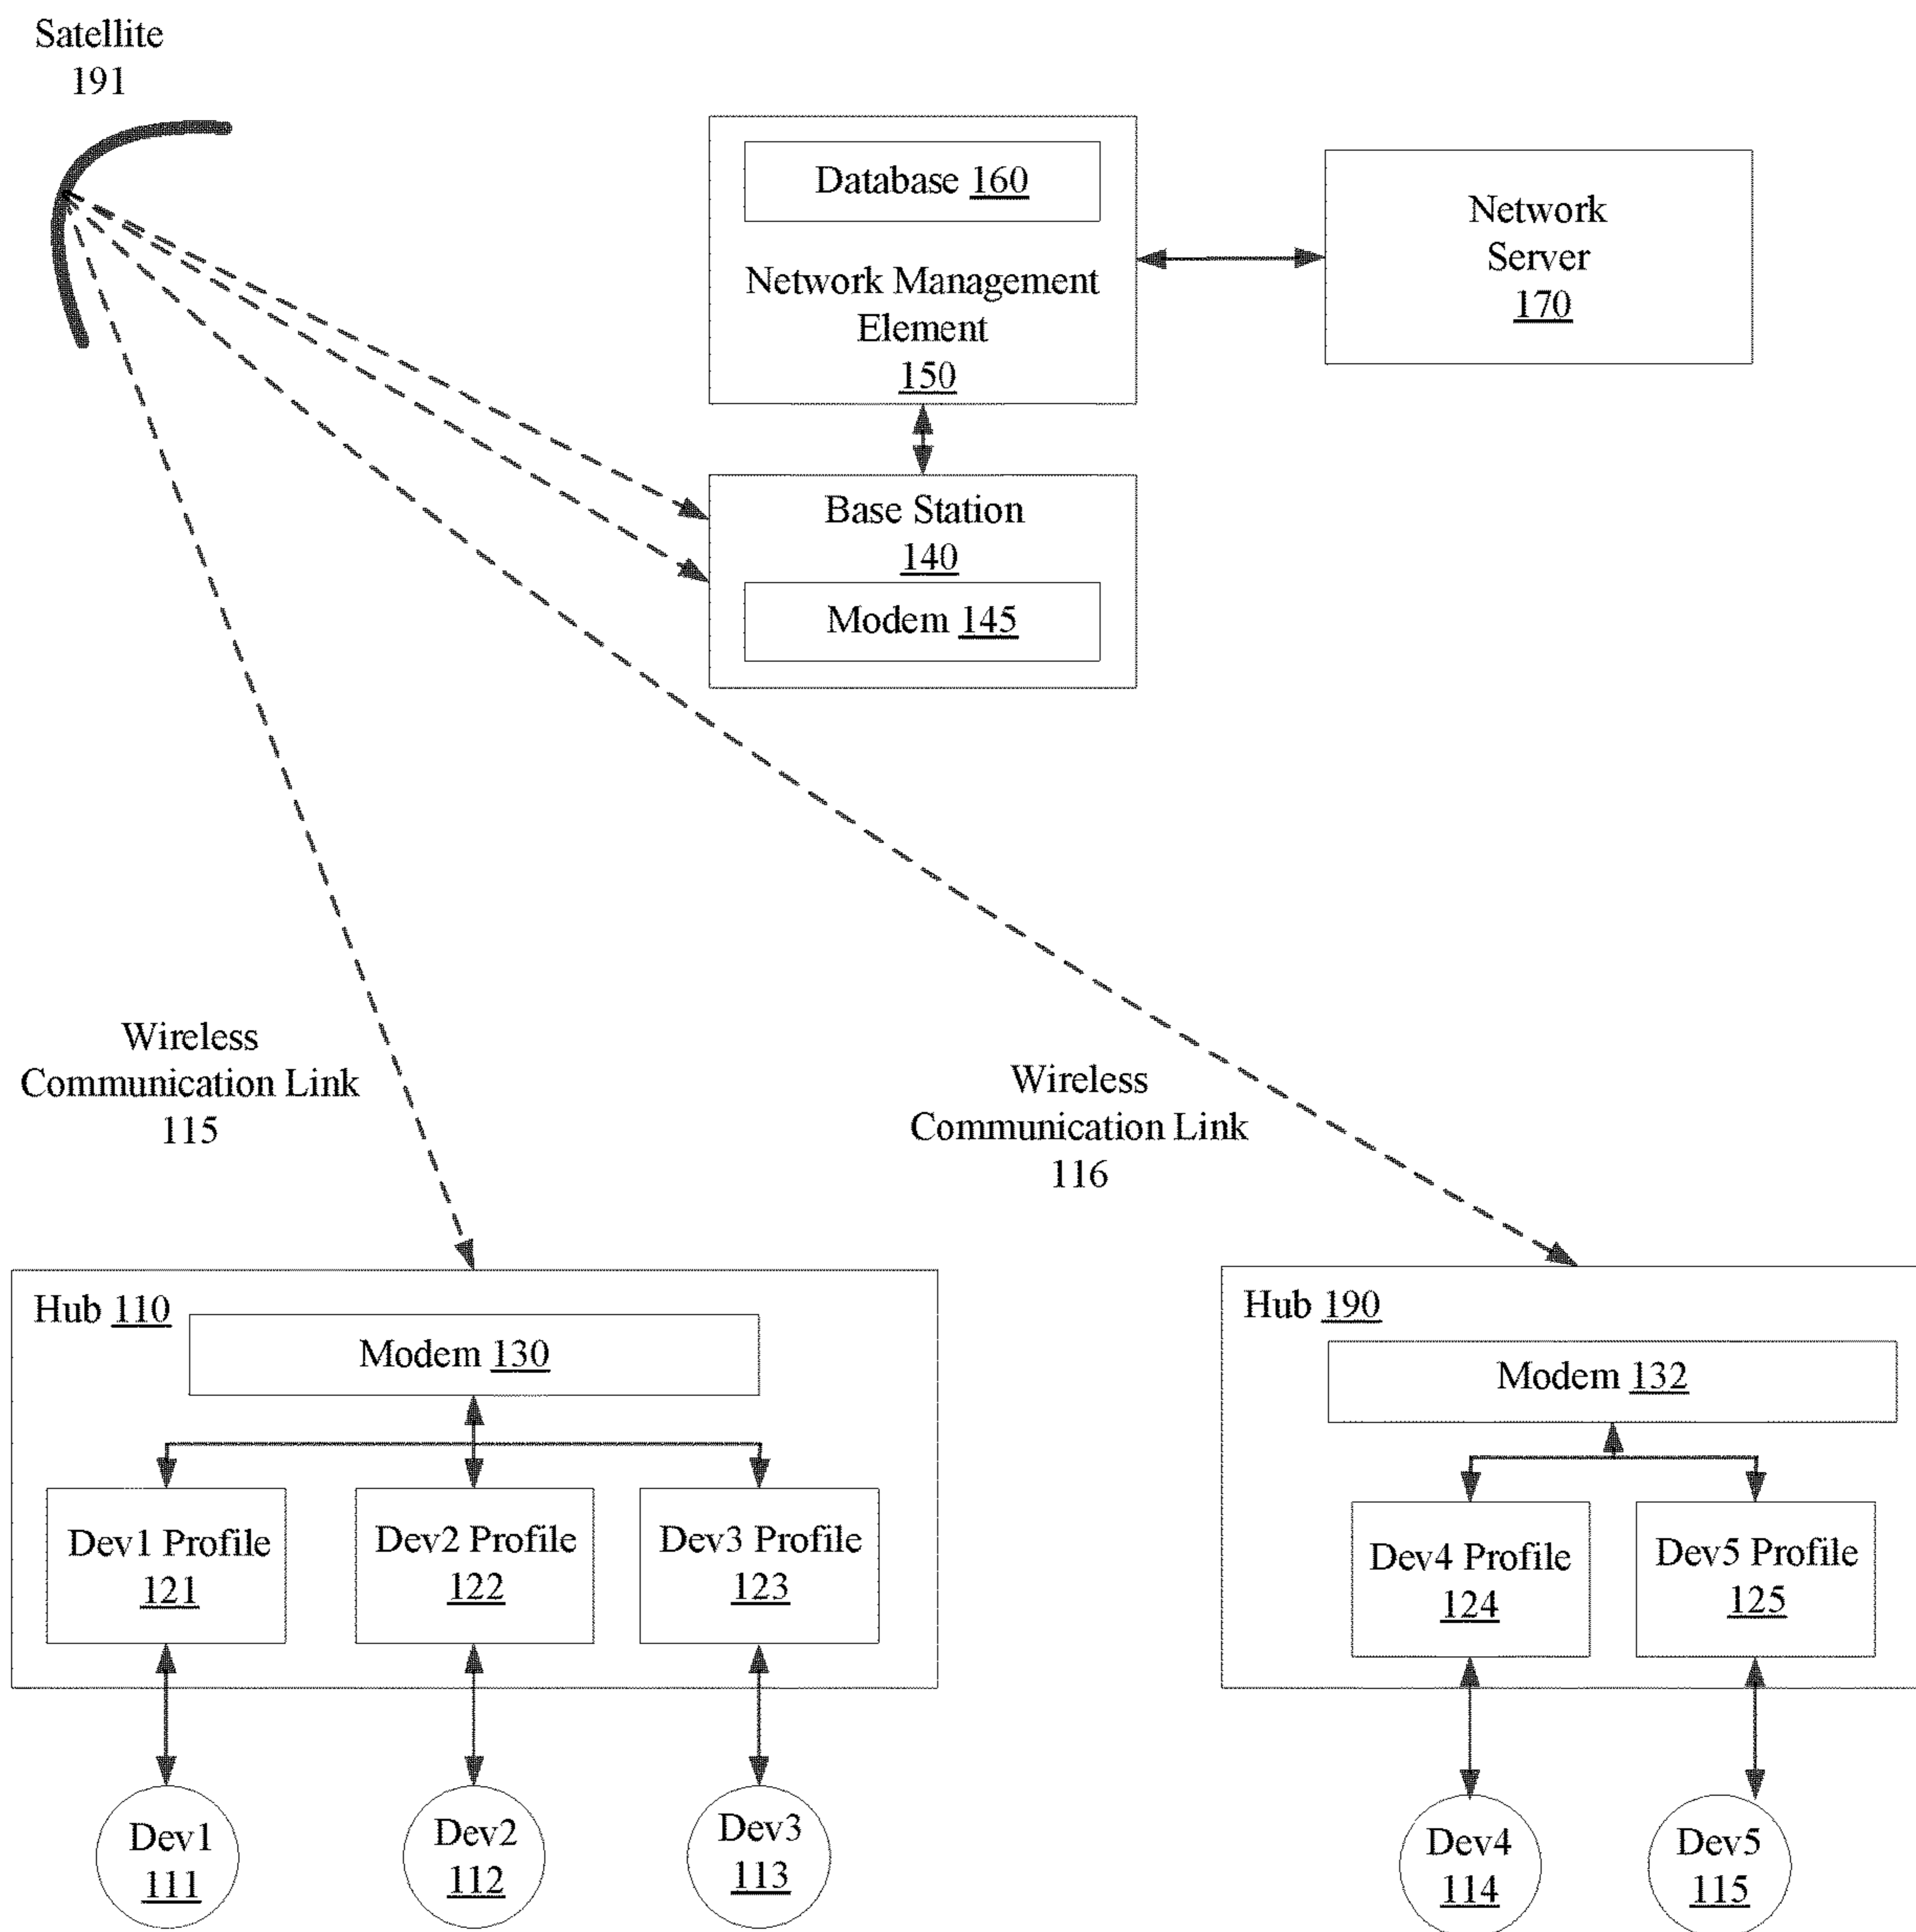 Satellite
191
Database 160
Network Management
Element
150
Network
Server
170
Base Station
140
Modem 145
Wireless
Communication Link
115
Wireless
Communication Link
116
Hub 110
Modem 130
Dev1 Profile
121
Dev2 Profile
122
Dev3 Profile
123
Dev1
111
Dev2
112
Dev3
113
Hub 190
Modem 132
Dev4 Profile
124
Dev5 Profile
125
Dev4
114
Dev5
115